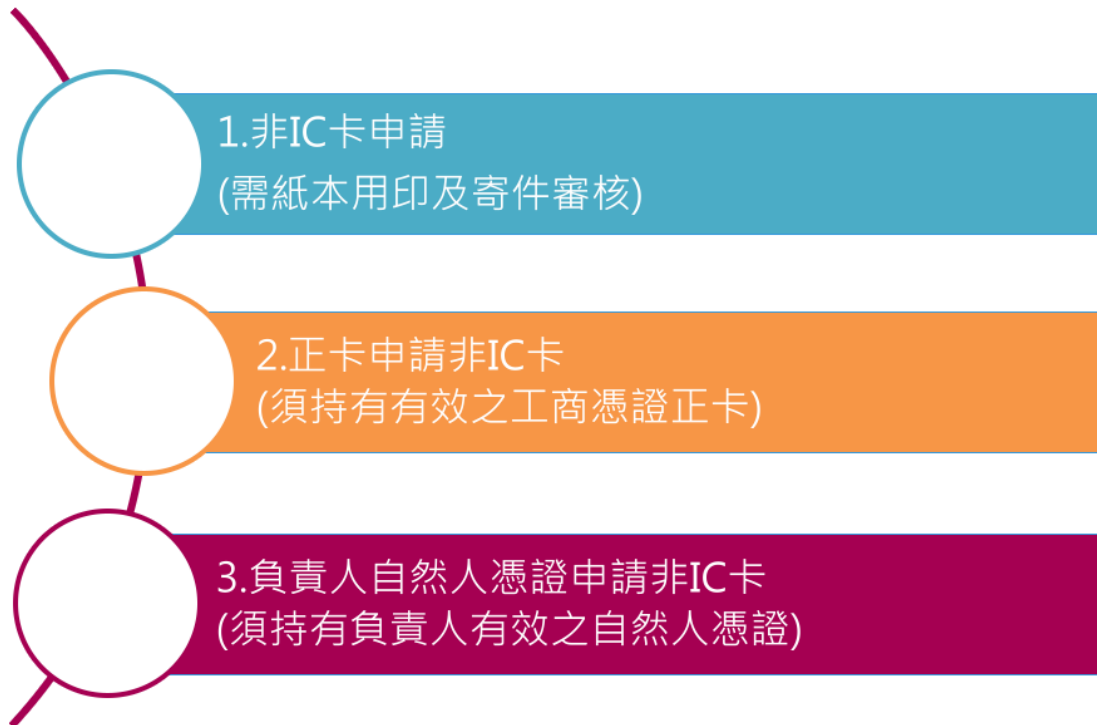 1.非IC卡申請
(需紙本用印及寄件審核)
2.正卡申請非IC卡
(須持有有效之工商憑證正卡)
3.負責人自然人憑證申請非IC卡
(須持有負責人有效之自然人憑證)